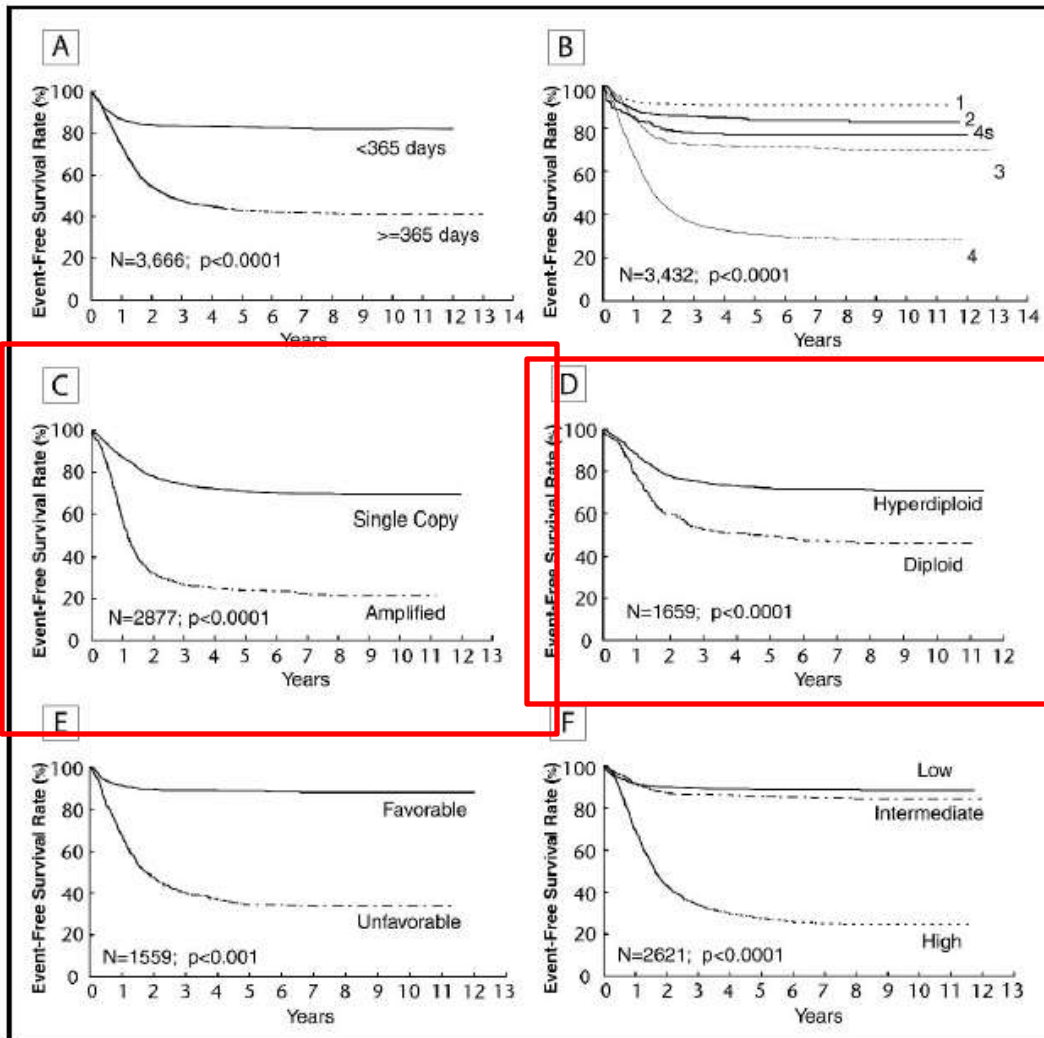 A
Event-Free Survival Rate (%)
100
80
60
40
20
0
<365 days
>=365 days
N=3,666; p<0.0001
0 1 2 3 4 5 6 7 8 9 10 11 12 13 14
Years
B
Event-Free Survival Rate (%)
100
80
60
40
20
0
1
2
4s
3
4
N=3,432; p<0.0001
0 1 2 3 4 5 6 7 8 9 10 11 12 13 14
Years
C
Event-Free Survival Rate (%)
100
80
60
40
20
0
Single Copy
Amplified
N=2877; p<0.0001
0 1 2 3 4 5 6 7 8 9 10 11 12 13
Years
D
Event-Free Survival Rate (%)
100
80
60
40
20
0
Hyperdiploid
Diploid
N=1659; p<0.0001
0 1 2 3 4 5 6 7 8 9 10 11 12
Years
E
Event-Free Survival Rate (%)
100
80
60
40
20
0
Favorable
Unfavorable
N=1559; p<0.001
0 1 2 3 4 5 6 7 8 9 10 11 12 13
Years
F
Event-Free Survival Rate (%)
100
80
60
40
20
0
Low
Intermediate
High
N=2621; p<0.0001
0 1 2 3 4 5 6 7 8 9 10 11 12 13
Years